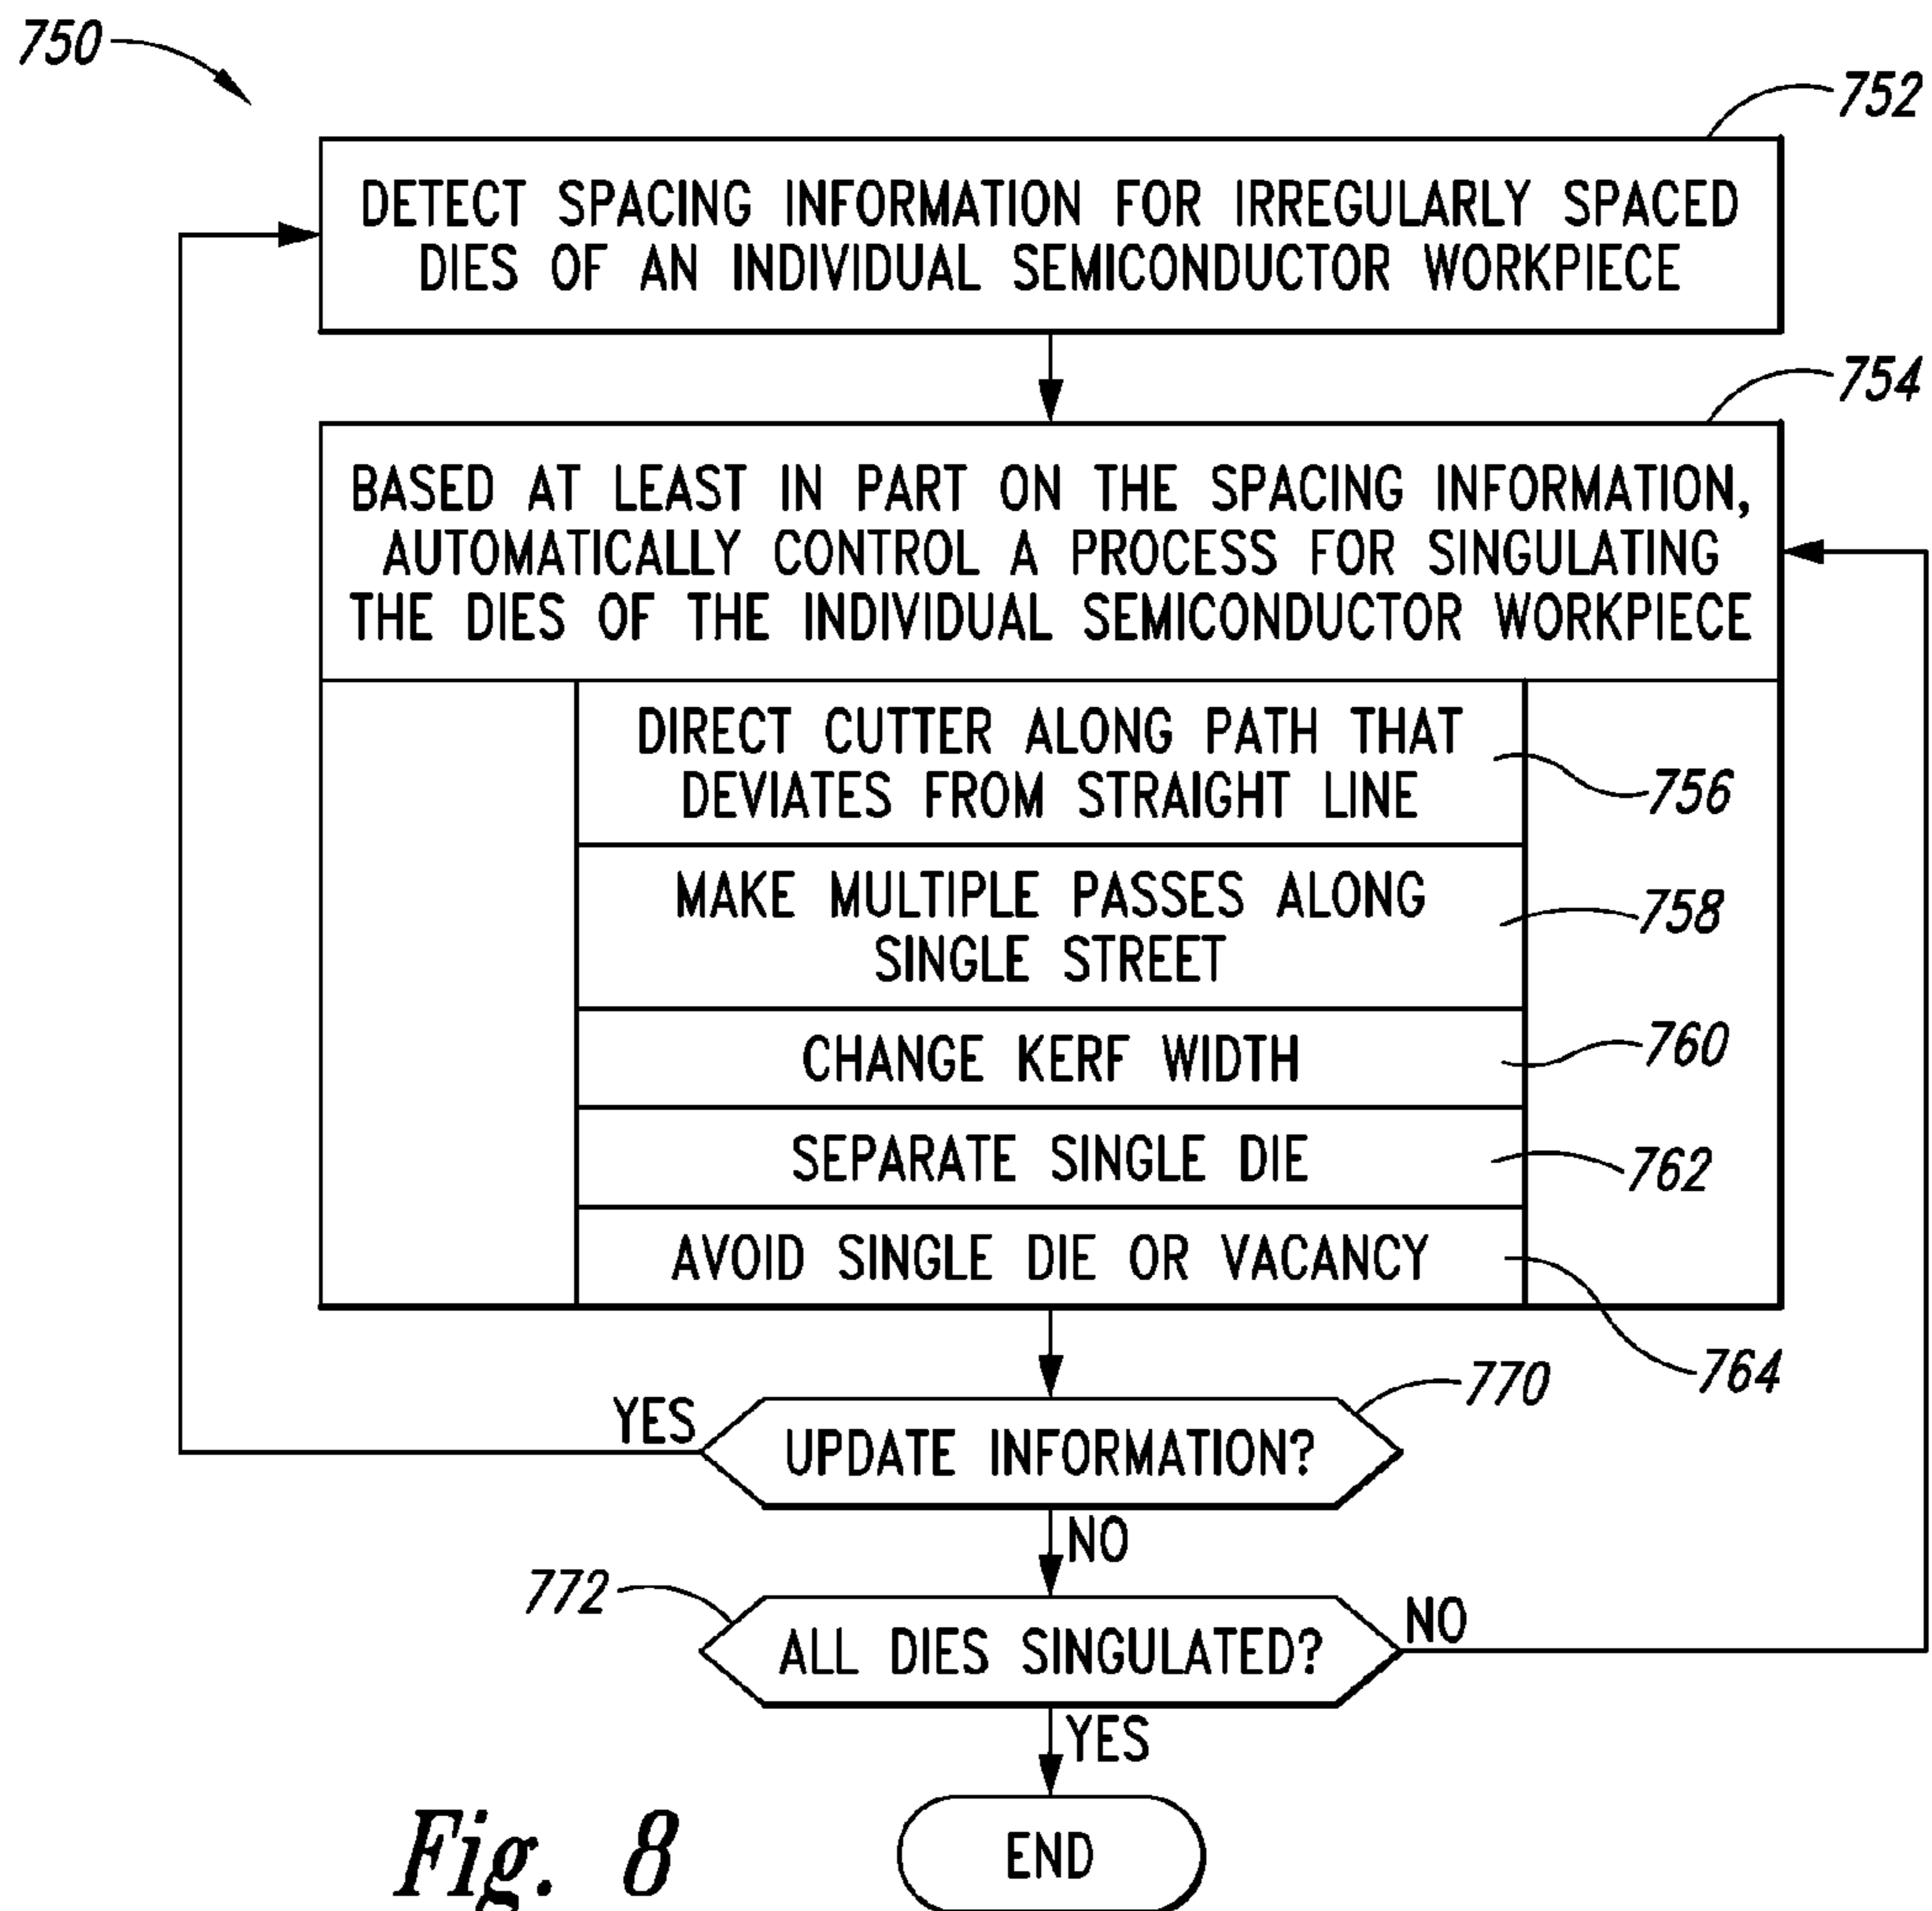 750
752
DETECT SPACING INFORMATION FOR IRREGULARLY SPACED
DIES OF AN INDIVIDUAL SEMICONDUCTOR WORKPIECE
754
BASED AT LEAST IN PART ON THE SPACING INFORMATION,
AUTOMATICALLY CONTROL A PROCESS FOR SINGULATING
THE DIES OF THE INDIVIDUAL SEMICONDUCTOR WORKPIECE
DIRECT CUTTER ALONG PATH THAT
DEVIATES FROM STRAIGHT LINE
756
MAKE MULTIPLE PASSES ALONG
SINGLE STREET
758
CHANGE KERF WIDTH
760
SEPARATE SINGLE DIE
762
AVOID SINGLE DIE OR VACANCY
764
770
YES
UPDATE INFORMATION?
NO
772
NO
ALL DIES SINGULATED?
YES
END
Fig. 8